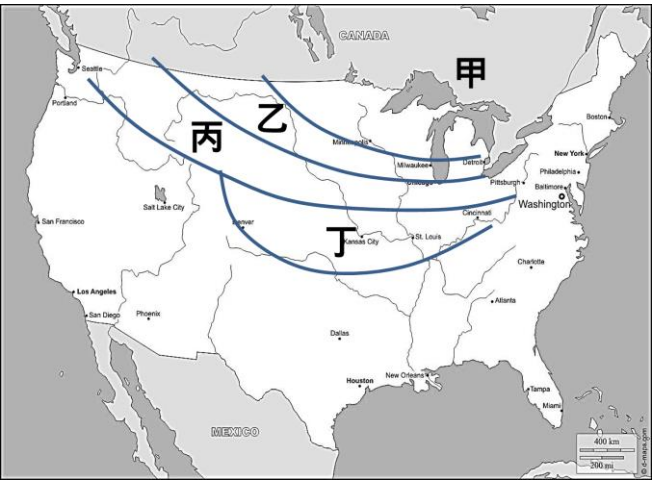 CANADA
甲
Seattle
Portland
乙
丙
Boston
Milwaukee
Detroit
New York
Chicago
Pittsburgh
Philadelphia
Baltimore
Washington
Salt Lake City
Cincinnati
San Francisco
Denver
丁
Kansas City
St. Louis
Charlotte
Los Angeles
San Diego
Phoenix
Atlanta
Dallas
Houston
New Orleans
Tampa
Miami
MEXICO
400 km
200 mi
© d-maps.com